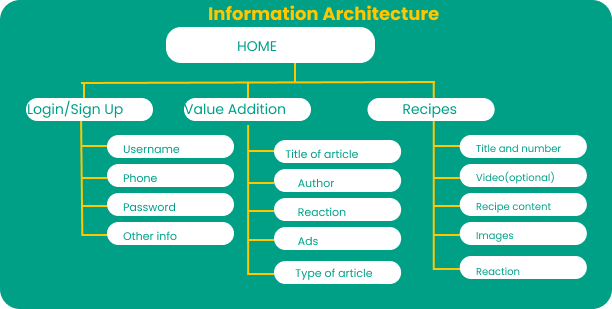 Information Architecture
HOME
Login/Sign Up
Value Addition
Recipes
Username
Phone
Password
Other info
Title of article
Author
Reaction
Ads
Type of article
Title and number
Video(optional)
Recipe content
Images
Reaction